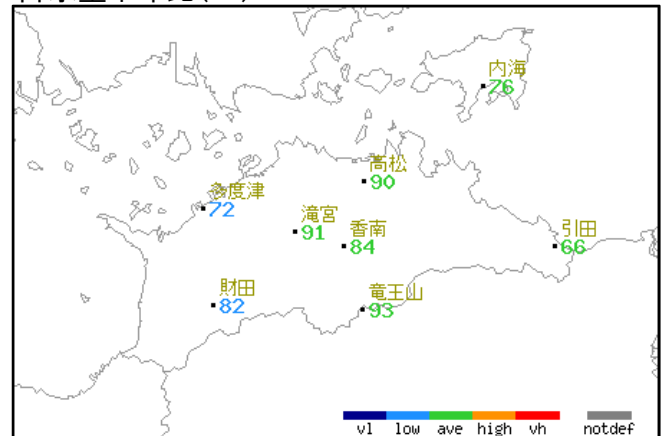 内海
76
高松
90
多度津
72
滝宮
91
香南
84
引田
66
財田
82
竜王山
93
vl low ave high vh notdef